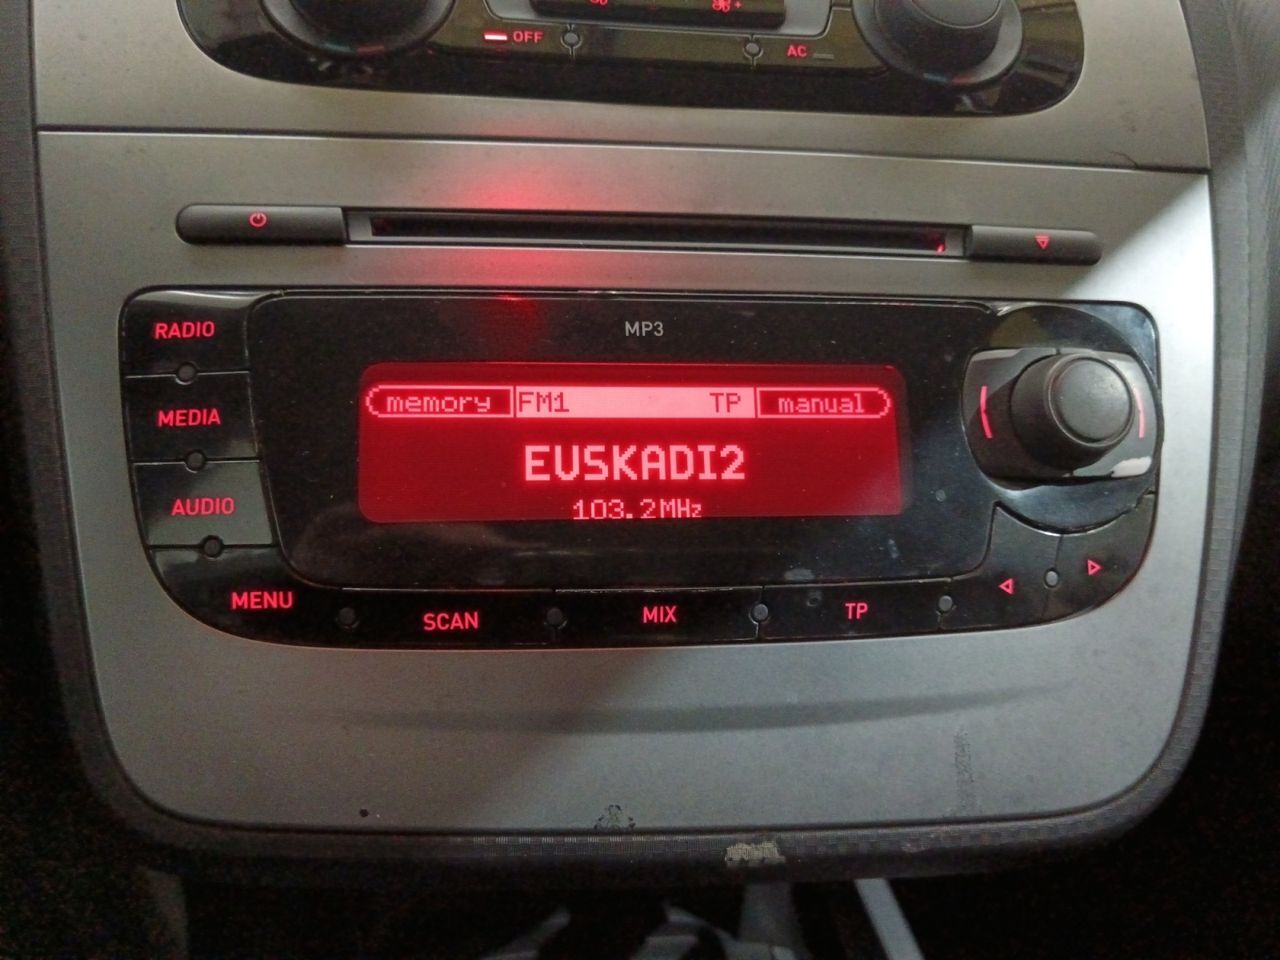 OFF
AC
RADIO
MP3
MEDIA
memory FM1 TP manual
EUSKADI2
103.2MHz
AUDIO
MENU
SCAN
MIX
TP